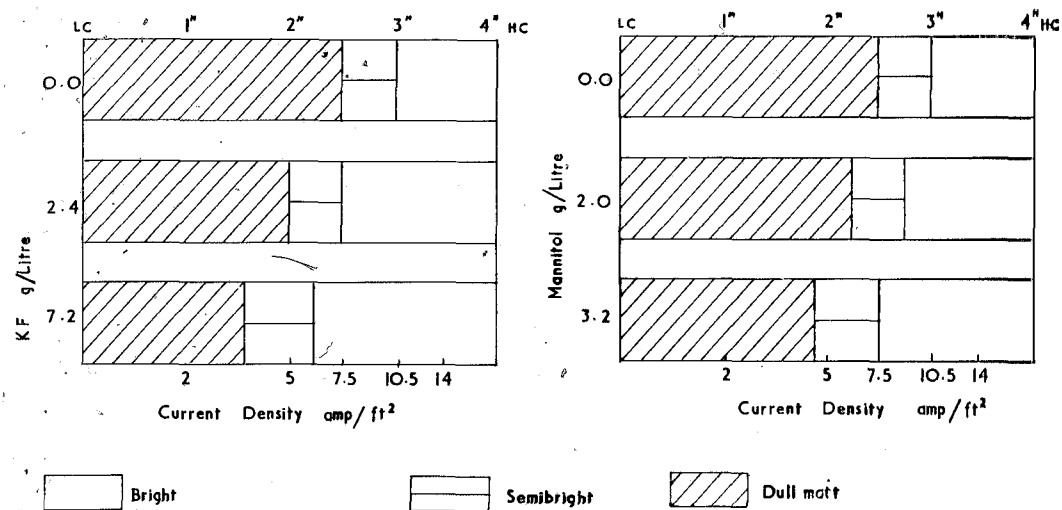 LC 1" 2" 3" 4" HC
0.0
2.4
7.2
KF g/Litre
2 5 7.5 10.5 14
Current Density amp/ft²
LC 1" 2" 3" 4" HC
0.0
2.0
3.2
Mannitol g/Litre
2 5 7.5 10.5 14
Current Density amp/ft²
Bright
Semibright
Dull matt